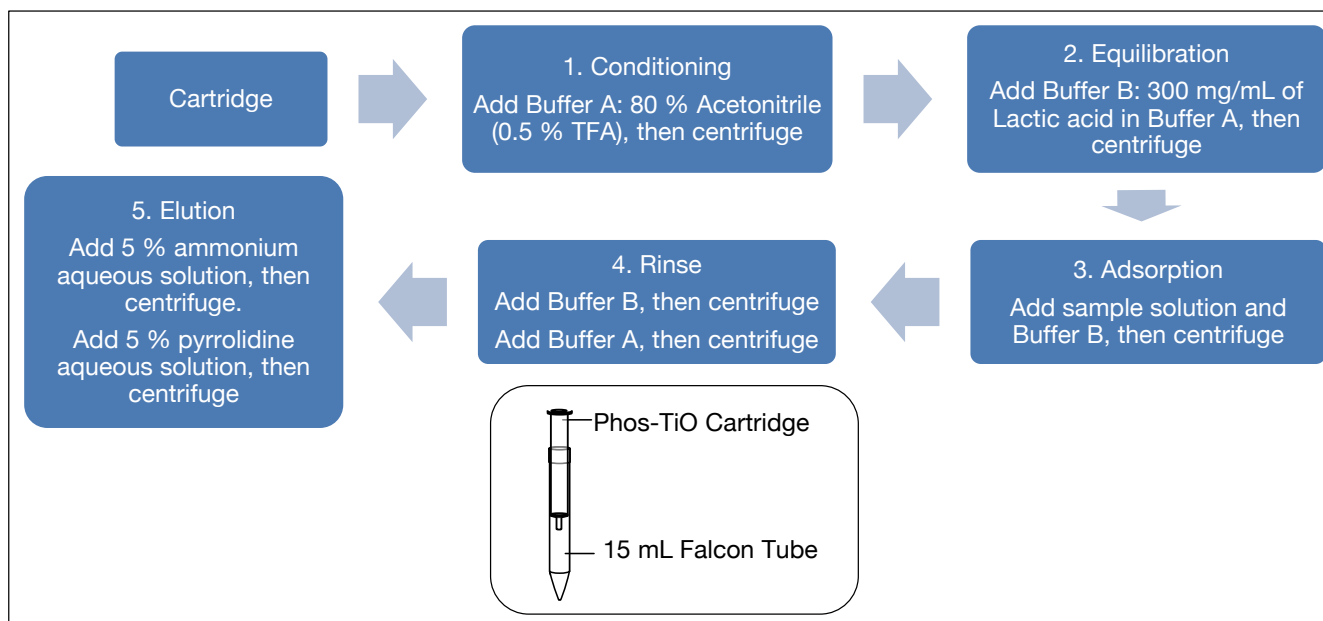 Cartridge
1. Conditioning
Add Buffer A: 80 % Acetonitrile
(0.5 % TFA), then centrifuge
2. Equilibration
Add Buffer B: 300 mg/mL of
Lactic acid in Buffer A, then
centrifuge
3. Adsorption
Add sample solution and
Buffer B, then centrifuge
4. Rinse
Add Buffer B, then centrifuge
Add Buffer A, then centrifuge
5. Elution
Add 5 % ammonium
aqueous solution, then
centrifuge.
Add 5 % pyrrolidine
aqueous solution, then
centrifuge
Phos-TiO Cartridge
15 mL Falcon Tube